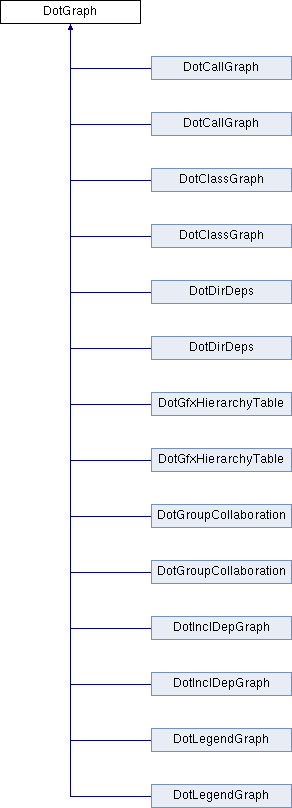 DotGraph
DotCallGraph
DotCallGraph
DotClassGraph
DotClassGraph
DotDirDeps
DotDirDeps
DotGfxHierarchyTable
DotGfxHierarchyTable
DotGroupCollaboration
DotGroupCollaboration
DotInclDepGraph
DotInclDepGraph
DotLegendGraph
DotLegendGraph